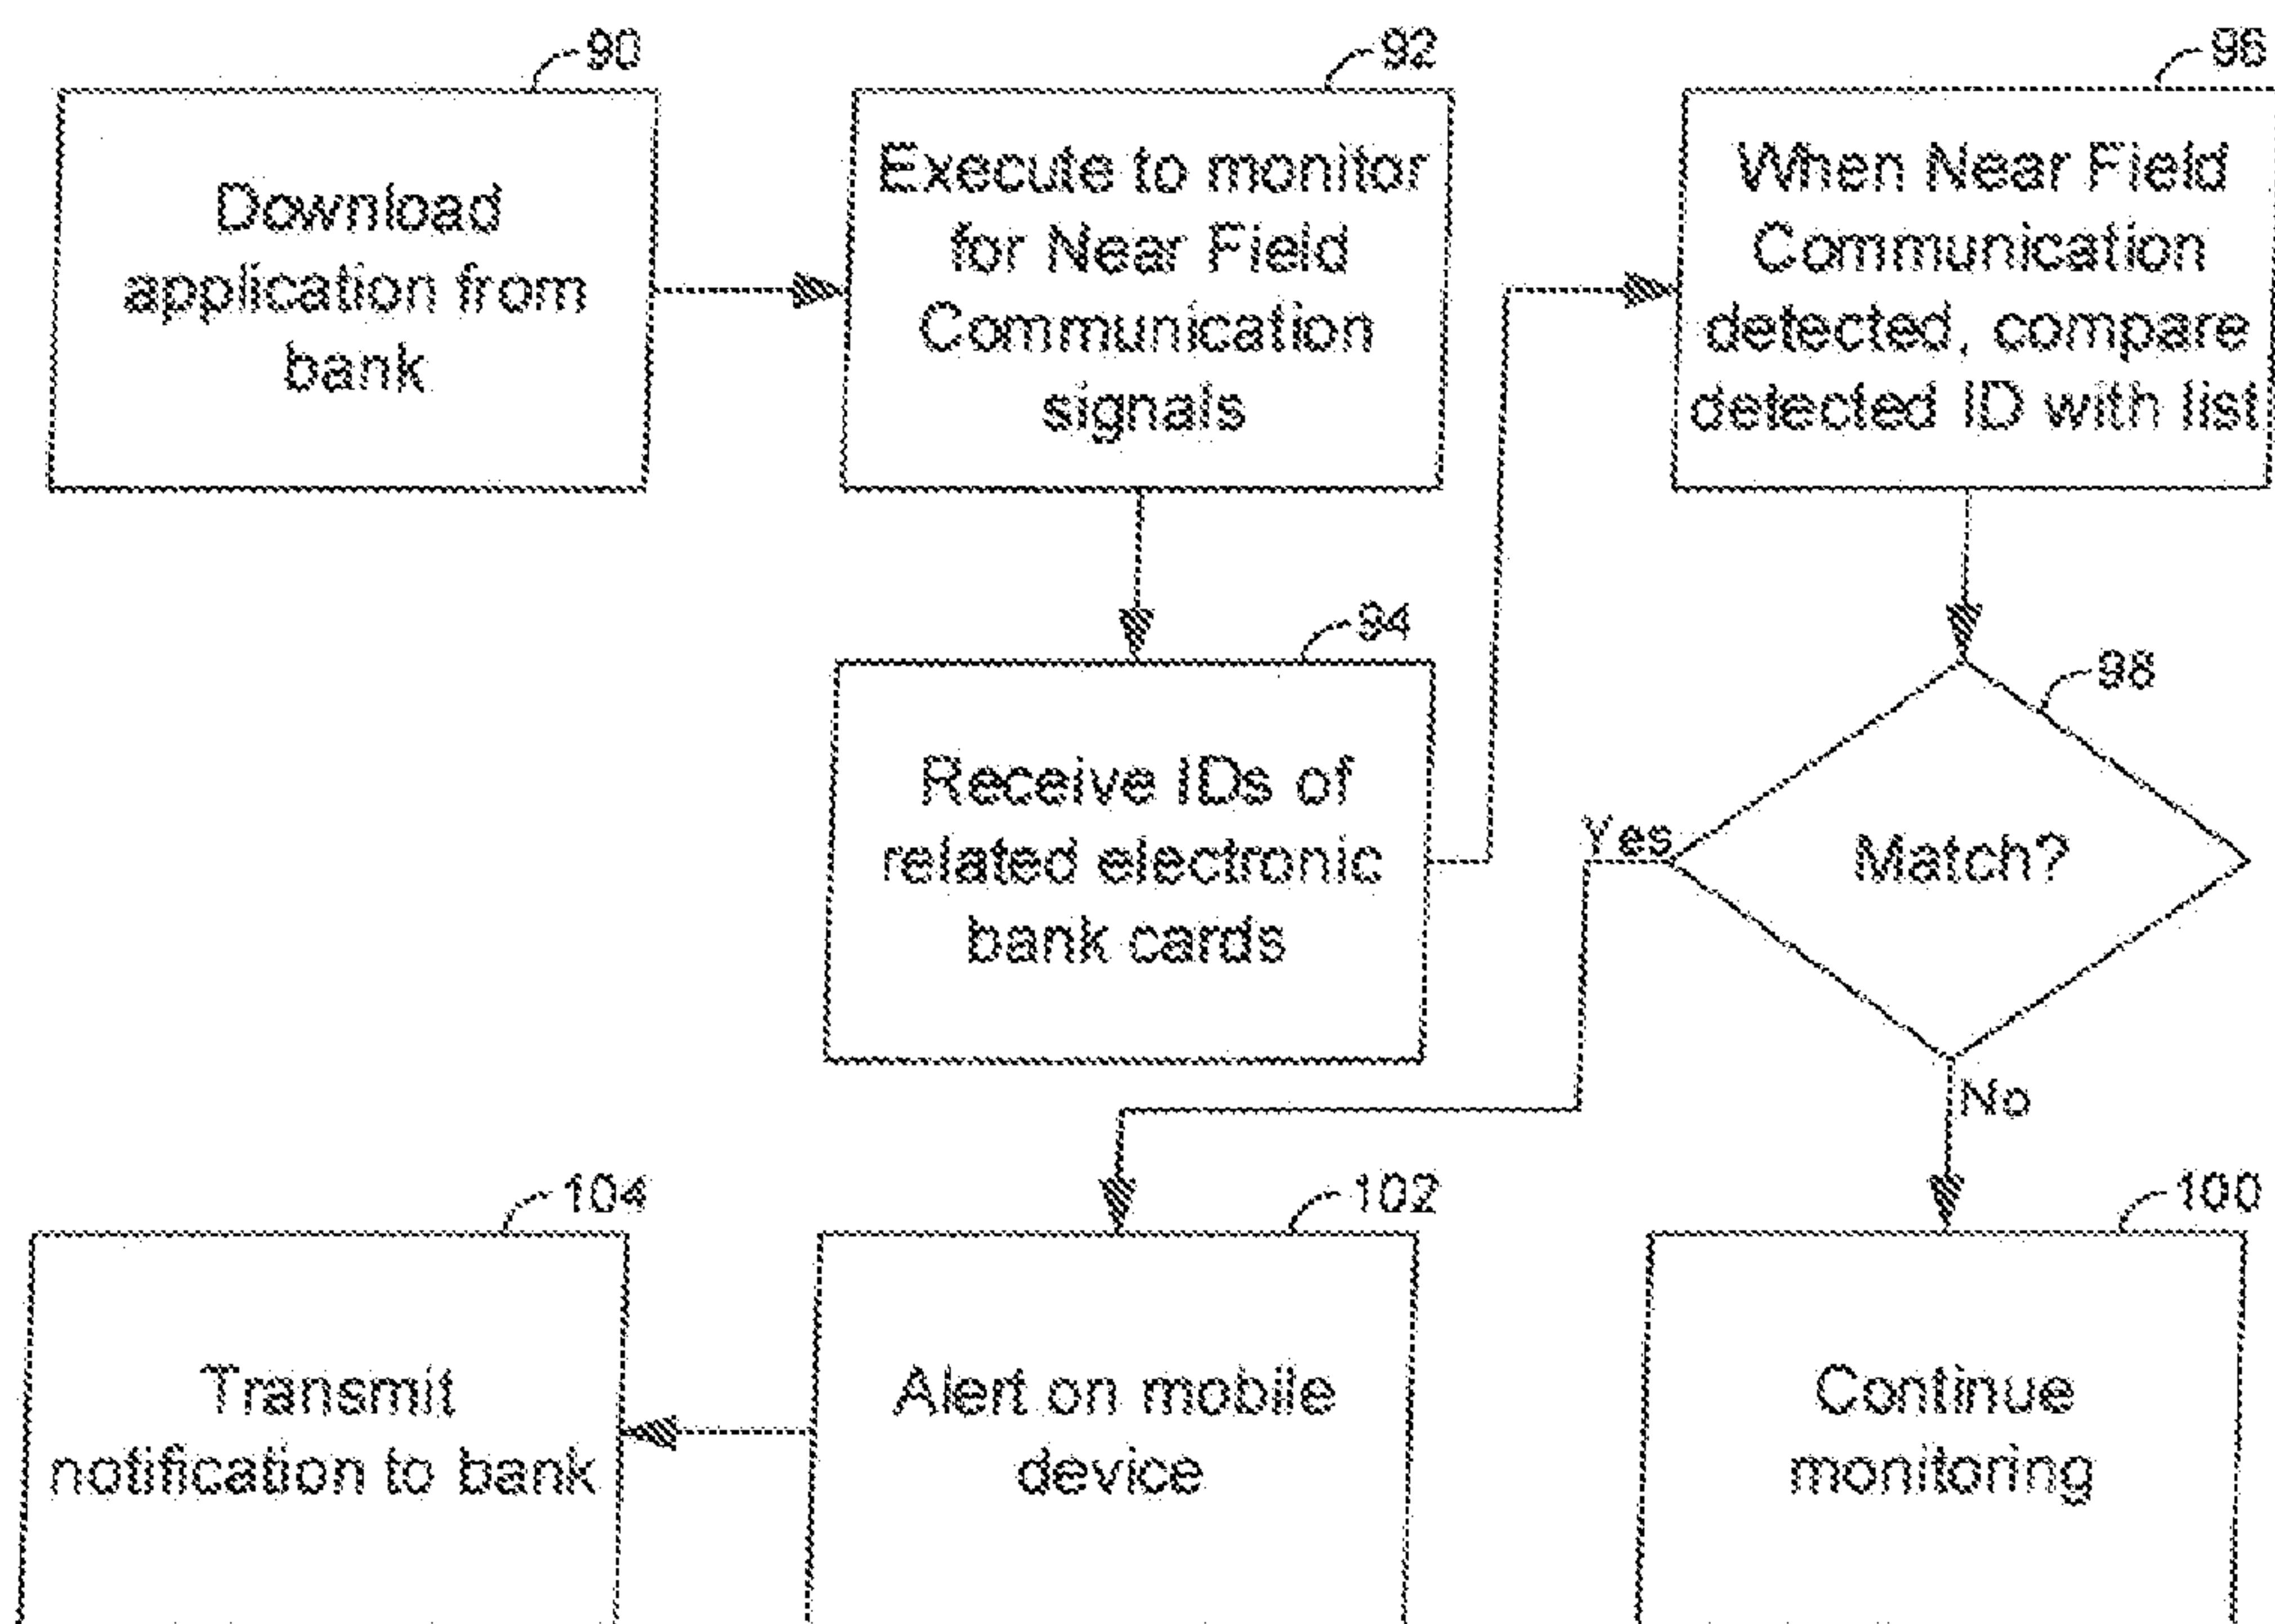 90
Download
application from
bank
92
Execute to monitor
for Near Field
Communication
signals
94
Receive IDs of
related electronic
bank cards
96
When Near Field
Communication
detected, compare
detected ID with list
98
Match?
Yes
No
100
Continue
monitoring
102
Alert on mobile
device
104
Transmit
notification to bank